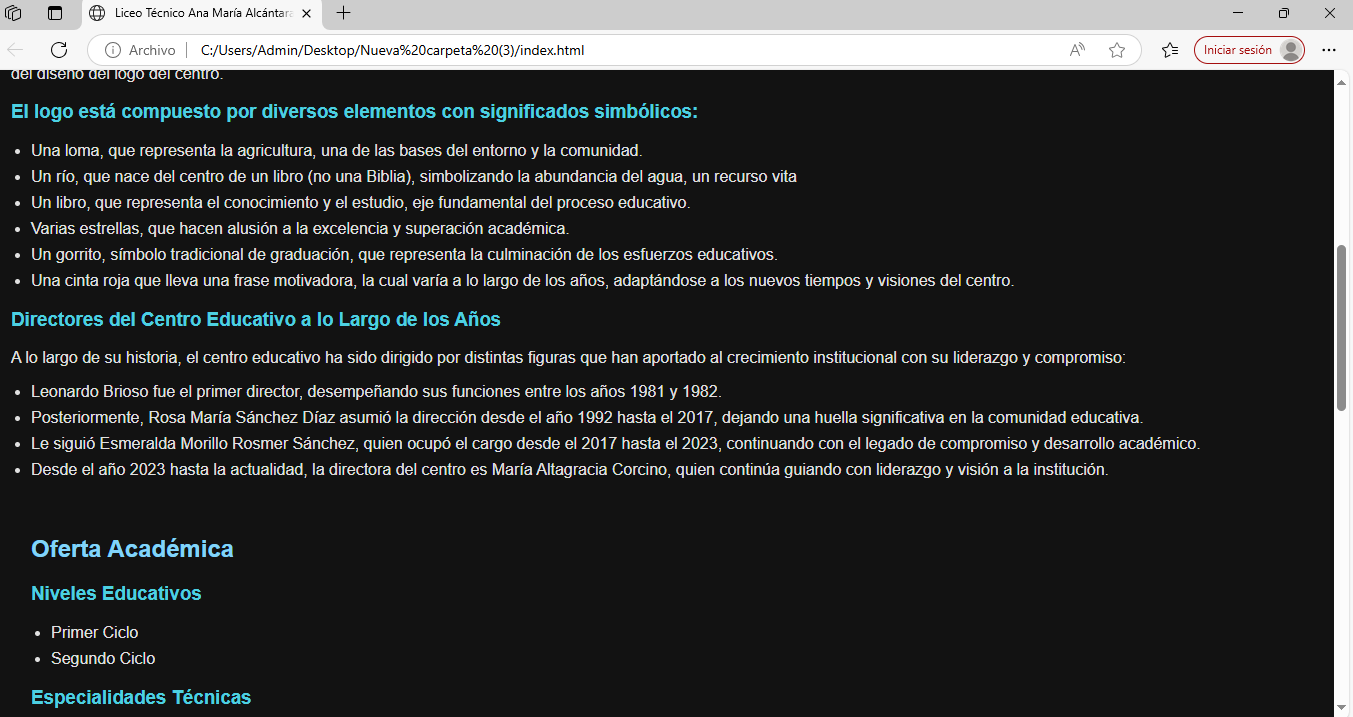 Liceo Técnico Ana María Alcántara
Archivo
C:/Users/Admin/Desktop/Nueva%20carpeta%20(3)/index.html
Iniciar sesión
del diseño del logo del centro.
El logo está compuesto por diversos elementos con significados simbólicos:
Una loma, que representa la agricultura, una de las bases del entorno y la comunidad.
Un río, que nace del centro de un libro (no una Biblia), simbolizando la abundancia del agua, un recurso vita
Un libro, que representa el conocimiento y el estudio, eje fundamental del proceso educativo.
Varias estrellas, que hacen alusión a la excelencia y superación académica.
Un gorrito, símbolo tradicional de graduación, que representa la culminación de los esfuerzos educativos.
Una cinta roja que lleva una frase motivadora, la cual varía a lo largo de los años, adaptándose a los nuevos tiempos y visiones del centro.
Directores del Centro Educativo a lo Largo de los Años
A lo largo de su historia, el centro educativo ha sido dirigido por distintas figuras que han aportado al crecimiento institucional con su liderazgo y compromiso:
Leonardo Brioso fue el primer director, desempeñando sus funciones entre los años 1981 y 1982.
Posteriormente, Rosa María Sánchez Díaz asumió la dirección desde el año 1992 hasta el 2017, dejando una huella significativa en la comunidad educativa.
Le siguió Esmeralda Morillo Rosmer Sánchez, quien ocupó el cargo desde el 2017 hasta el 2023, continuando con el legado de compromiso y desarrollo académico.
Desde el año 2023 hasta la actualidad, la directora del centro es María Altagracia Corcino, quien continúa guiando con liderazgo y visión a la institución.
Oferta Académica
Niveles Educativos
Primer Ciclo
Segundo Ciclo
Especialidades Técnicas